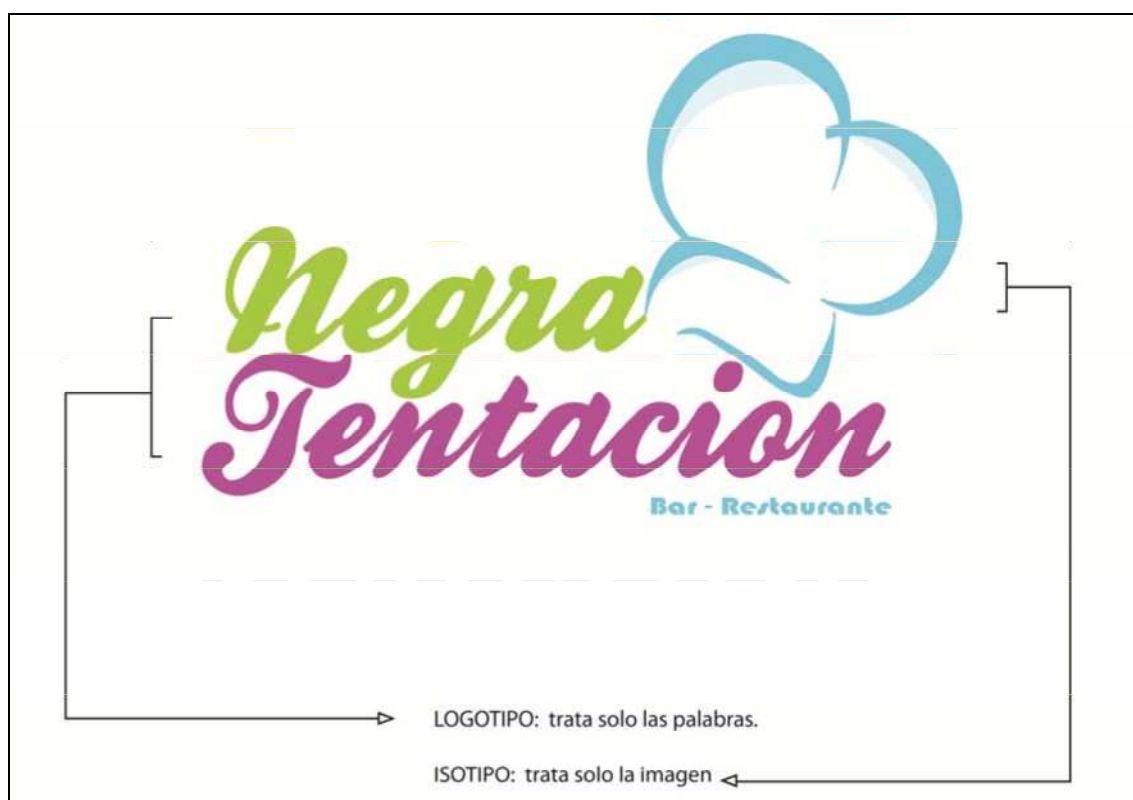 Negra
Tentacion
Bar - Restaurante
LOGOTIPO: trata solo las palabras.
ISOTIPO: trata solo la imagen